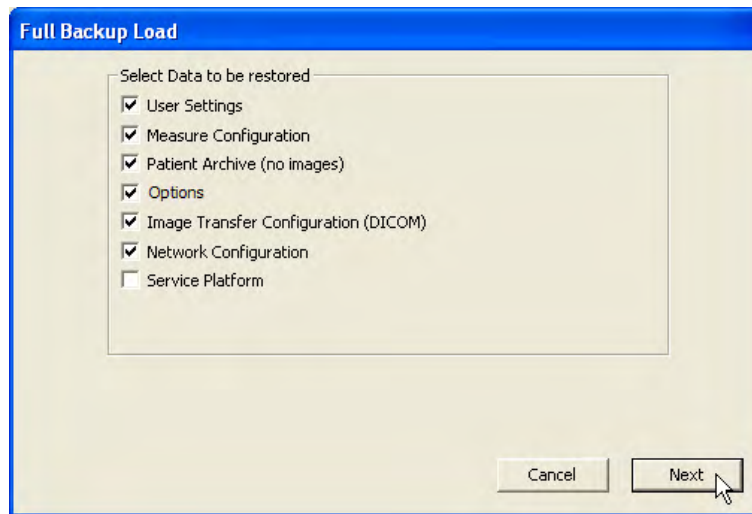 Full Backup Load
Select Data to be restored
User Settings
Measure Configuration
Patient Archive (no images)
Options
Image Transfer Configuration (DICOM)
Network Configuration
Service Platform
Cancel
Next